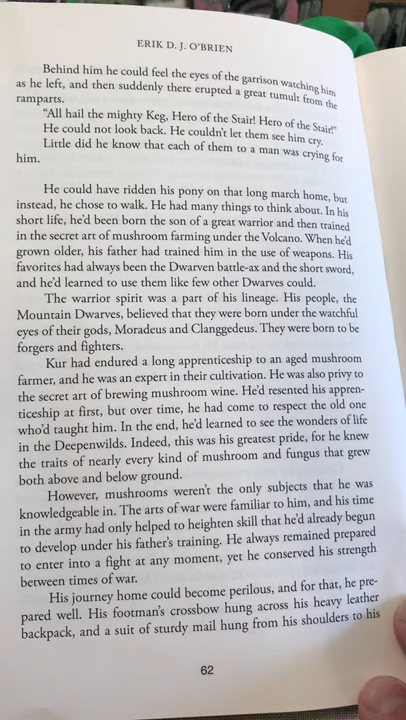 ERIK D. J. O'BRIEN
Behind him he could feel the eyes of the garrison watching him
as he left, and then suddenly there erupted a great tumult from the
ramparts.
"All hail the mighty Keg, Hero of the Stair! Hero of the Stair!"
He could not look back. He couldn't let them see him cry.
Little did he know that each of them to a man was crying for
him.
He could have ridden his pony on that long march home, but
instead, he chose to walk. He had many things to think about. In his
short life, he'd been born the son of a great warrior and then trained
in the secret art of mushroom farming under the Volcano. When he'd
grown older, his father had trained him in the use of weapons. His
favorites had always been the Dwarven battle-ax and the short sword,
and he'd learned to use them like few other Dwarves could.
The warrior spirit was a part of his lineage. His people, the
Mountain Dwarves, believed that they were born under the watchful
eyes of their gods, Moradeus and Clanggedeus. They were born to be
forgers and fighters.
Kur had endured a long apprenticeship to an aged mushroom
farmer, and he was an expert in their cultivation. He was also privy to
the secret art of brewing mushroom wine. He'd resented his appren-
ticeship at first, but over time, he had come to respect the old one
who'd taught him. In the end, he'd learned to see the wonders of life
in the Deepenwilds. Indeed, this was his greatest pride, for he knew
the traits of nearly every kind of mushroom and fungus that grew
both above and below ground.
However, mushrooms weren't the only subjects that he was
knowledgeable in. The arts of war were familiar to him, and his time
in the army had only helped to heighten skill that he'd already begun
to develop under his father's training. He always remained prepared
to enter into a fight at any moment, yet he conserved his strength
between times of war.
His journey home could become perilous, and for that, he pre-
pared well. His footman's crossbow hung across his heavy leather
backpack, and a suit of sturdy mail hung from his shoulders to his
62